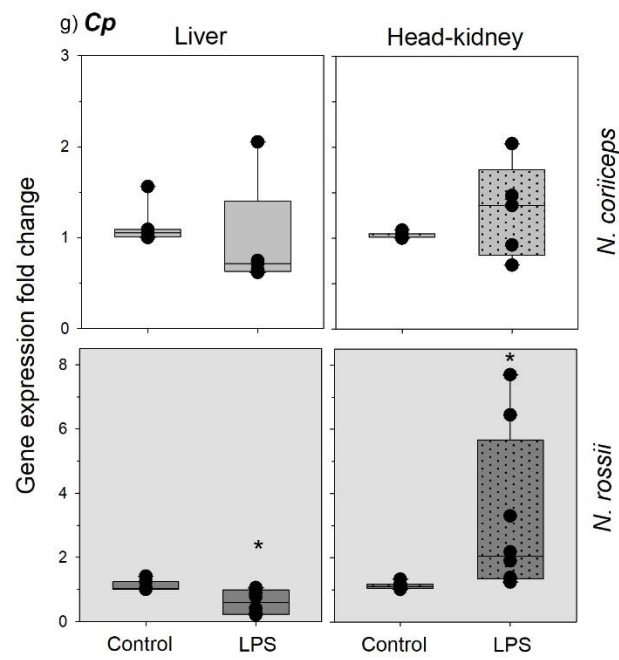 g) Cp
Liver
Head-kidney
Gene expression fold change
3
2
1
0
N. coriiceps
8
6
4
2
0
*
*
N. rossii
Control
LPS
Control
LPS